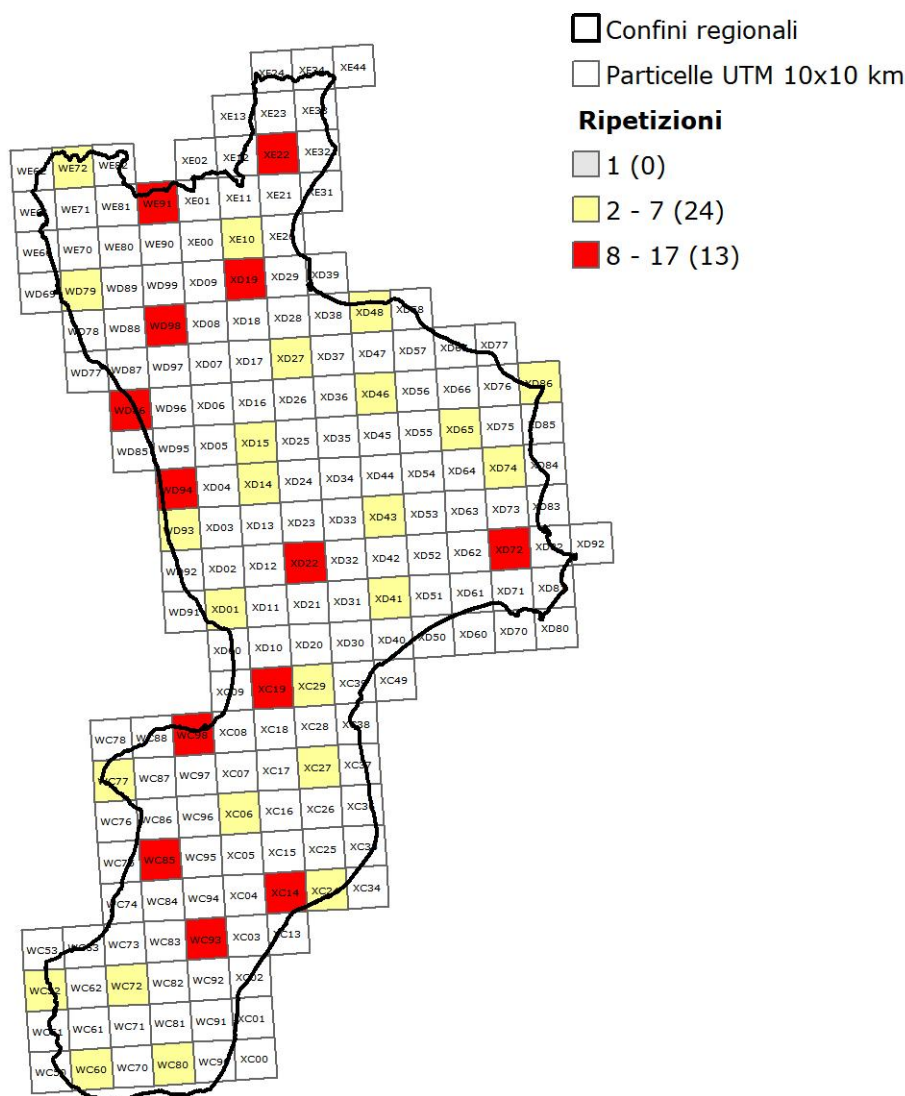 Confini regionali
Particelle UTM 10x10 km
Ripetizioni
1 (0)
2 - 7 (24)
8 - 17 (13)
XE24 XE34 XE44
XE13 XE23 XE33
XE02 XE12 XE22 XE32
WE72 WE82
WE71 WE81 WE91 XE01 XE11 XE21 XE31
WE70 WE80 WE90 XE00 XE10
WD69 WD79 WD89 WD99 XD09 XD19 XD29 XD39
WD78 WD88 WD98 XD08 XD18 XD28 XD38 XD48 XD58
WD77 WD87 WD97 XD07 XD17 XD27 XD37 XD47 XD57 XD67 XD77
WD86 WD96 XD06 XD16 XD26 XD36 XD46 XD56 XD66 XD76 XD86
WD85 WD95 XD05 XD15 XD25 XD35 XD45 XD55 XD65 XD75 XD85
WD94 XD04 XD14 XD24 XD34 XD44 XD54 XD64 XD74 XD84
WD93 XD03 XD13 XD23 XD33 XD43 XD53 XD63 XD73 XD83
WD92 XD02 XD12 XD22 XD32 XD42 XD52 XD62 XD72 XD82 XD92
WD91 XD01 XD11 XD21 XD31 XD41 XD51 XD61 XD71
XD00 XD10 XD20 XD30 XD40 XD50 XD60 XD70 XD80
XC09 XC19 XC29 XC39 XC49
WC78 WC88 WC98 XC08 XC18 XC28 XC38
WC77 WC87 WC97 XC07 XC17 XC27 XC37
WC76 WC86 WC96 XC06 XC16 XC26
WC85 WC95 XC05 XC15 XC25
WC74 WC84 WC94 XC04 XC14 XC34
WC53 WC73 WC83 WC93 XC03 XC13
WC62 WC72 WC82 WC92 XC02
WC61 WC71 WC81 WC91 XC01
WC60 WC70 WC80 XC00